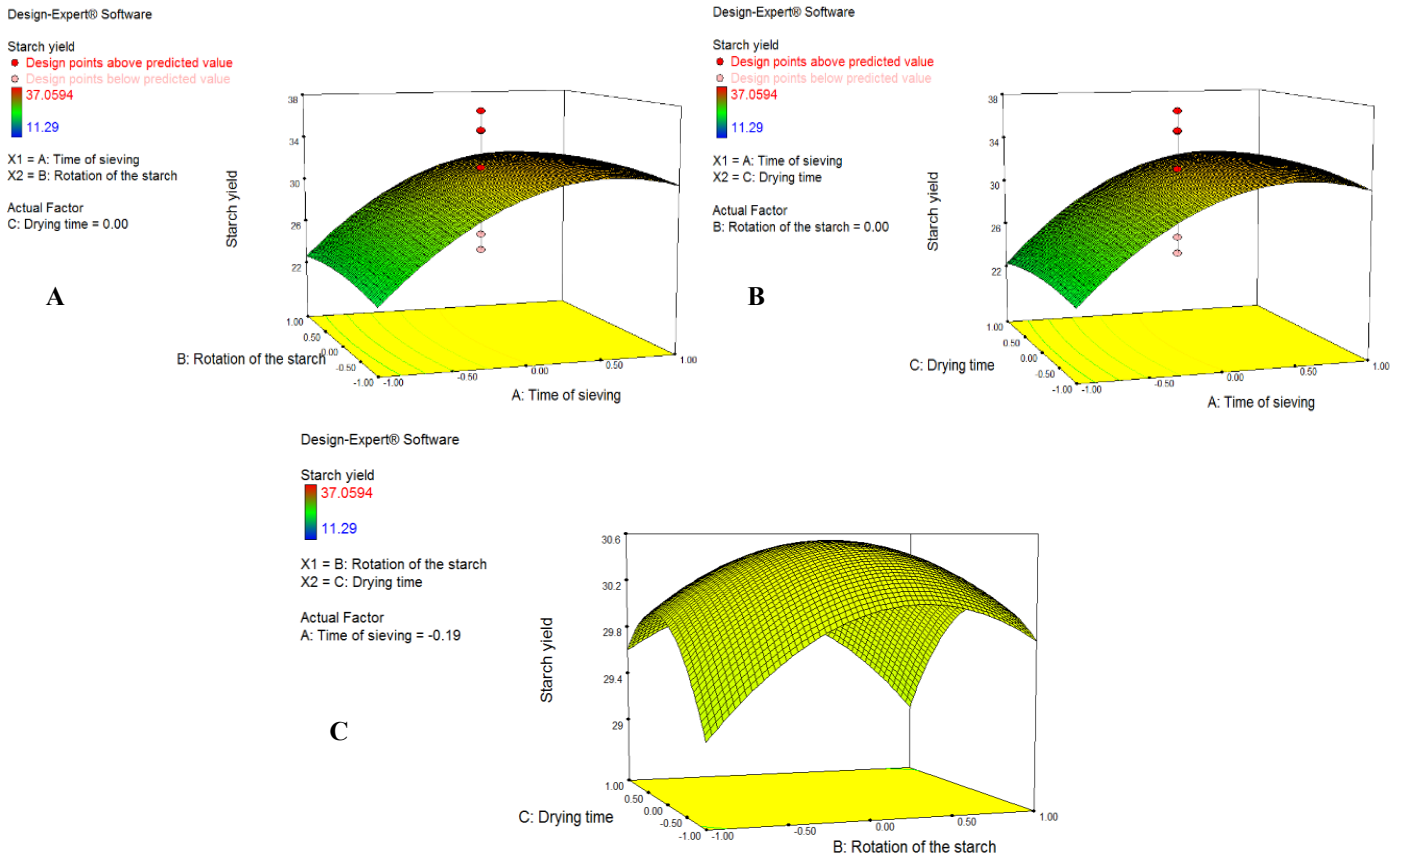 Design-Expert® Software
Starch yield
Design points above predicted value
Design points below predicted value
37.0594
11.29
X1 = A: Time of sieving
X2 = B: Rotation of the starch
Actual Factor
C: Drying time = 0.00
A
38
34
30
26
22
Starch yield
1.00
0.50
0.00
-0.50
-1.00
B: Rotation of the starch
-1.00
-0.50
0.00
0.50
1.00
A: Time of sieving
Design-Expert® Software
Starch yield
Design points above predicted value
Design points below predicted value
37.0594
11.29
X1 = A: Time of sieving
X2 = C: Drying time
Actual Factor
B: Rotation of the starch = 0.00
B
38
34
30
26
22
Starch yield
1.00
0.50
0.00
-0.50
-1.00
C: Drying time
-1.00
-0.50
0.00
0.50
1.00
A: Time of sieving
Design-Expert® Software
Starch yield
37.0594
11.29
X1 = B: Rotation of the starch
X2 = C: Drying time
Actual Factor
A: Time of sieving = -0.19
C
30.6
30.2
29.8
29.4
29
Starch yield
1.00
0.50
0.00
-0.50
-1.00
C: Drying time
-1.00
-0.50
0.00
0.50
1.00
B: Rotation of the starch